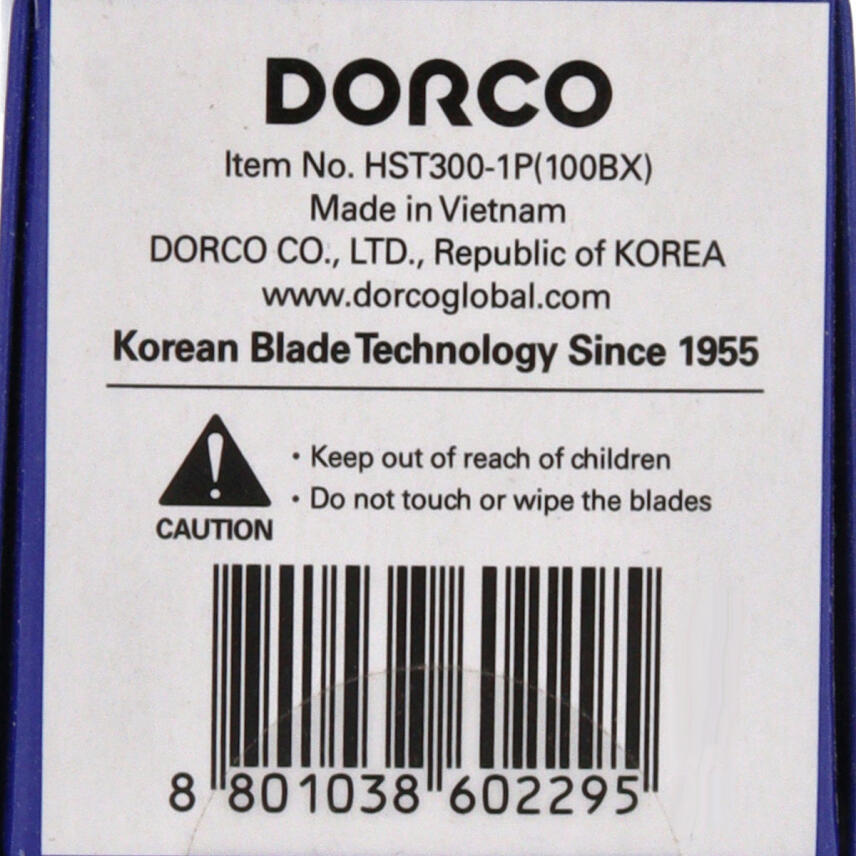 DORCO
Item No. HST300-1P(100BX)
Made in Vietnam
DORCO CO., LTD., Republic of KOREA
www.dorcoglobal.com
Korean Blade Technology Since 1955
• Keep out of reach of children
• Do not touch or wipe the blades
CAUTION
8 801038 602295